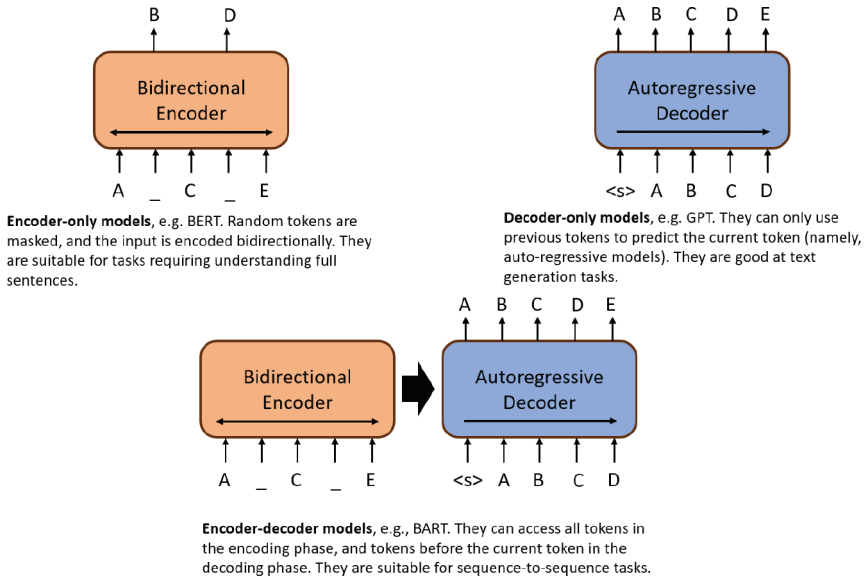 B D
Bidirectional
Encoder
A _ C _ E
Encoder-only models, e.g. BERT. Random tokens are
masked, and the input is encoded bidirectionally. They
are suitable for tasks requiring understanding full
sentences.
A B C D E
Autoregressive
Decoder
<s> A B C D
Decoder-only models, e.g. GPT. They can only use
previous tokens to predict the current token (namely,
auto-regressive models). They are good at text
generation tasks.
Bidirectional
Encoder
A _ C _ E
A B C D E
Autoregressive
Decoder
<s> A B C D
Encoder-decoder models, e.g., BART. They can access all tokens in
the encoding phase, and tokens before the current token in the
decoding phase. They are suitable for sequence-to-sequence tasks.